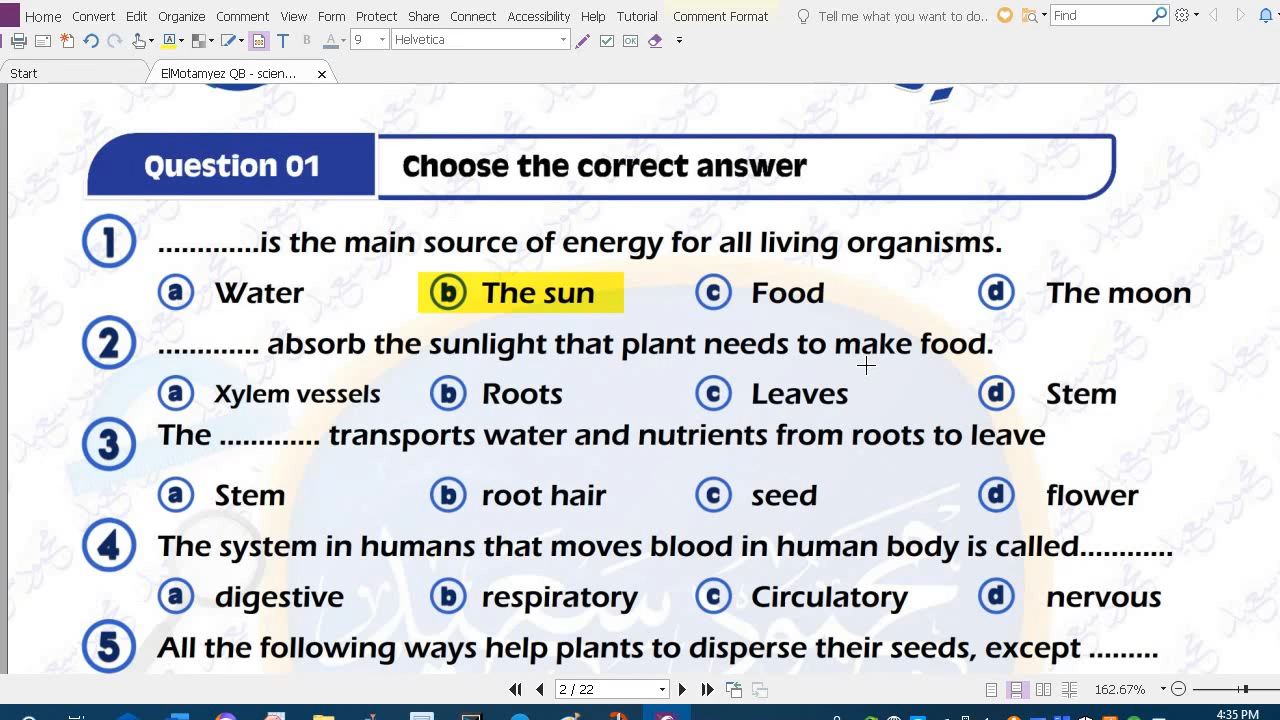 Home Convert Edit Organize Comment View Form Protect Share Connect Accessibility Help Tutorial Comment Format Tell me what you want to do.. Find
9 Helvetica
Start ElMotamyez QB - scien... ×
Question 01 Choose the correct answer
1 .............is the main source of energy for all living organisms.
a Water b The sun c Food d The moon
2 ............. absorb the sunlight that plant needs to make food.
a Xylem vessels b Roots c Leaves d Stem
3 The ............. transports water and nutrients from roots to leave
a Stem b root hair c seed d flower
4 The system in humans that moves blood in human body is called............
a digestive b respiratory c Circulatory d nervous
5 All the following ways help plants to disperse their seeds, except .........
2 / 22 162.67%
4:35 PM